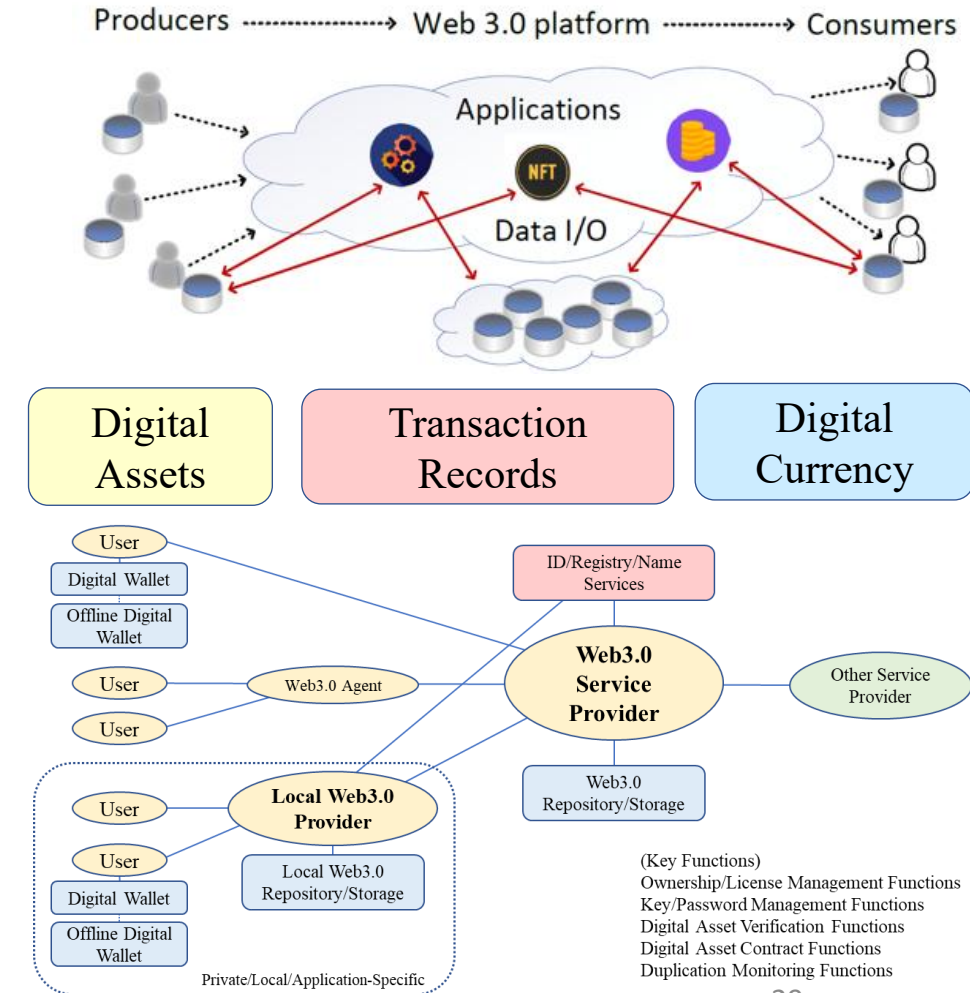 Producers
Web 3.0 platform
Consumers
Applications
NFT
Data I/O
Digital
Assets
Transaction
Records
Digital
Currency
User
Digital Wallet
Offline Digital
Wallet
ID/Registry/Name
Services
User
Web3.0 Agent
Web3.0
Service
Provider
Other Service
Provider
User
Web3.0
Repository/Storage
User
Local Web3.0
Provider
User
Digital Wallet
Offline Digital
Wallet
Local Web3.0
Repository/Storage
Private/Local/Application-Specific
(Key Functions)
Ownership/License Management Functions
Key/Password Management Functions
Digital Asset Verification Functions
Digital Asset Contract Functions
Duplication Monitoring Functions